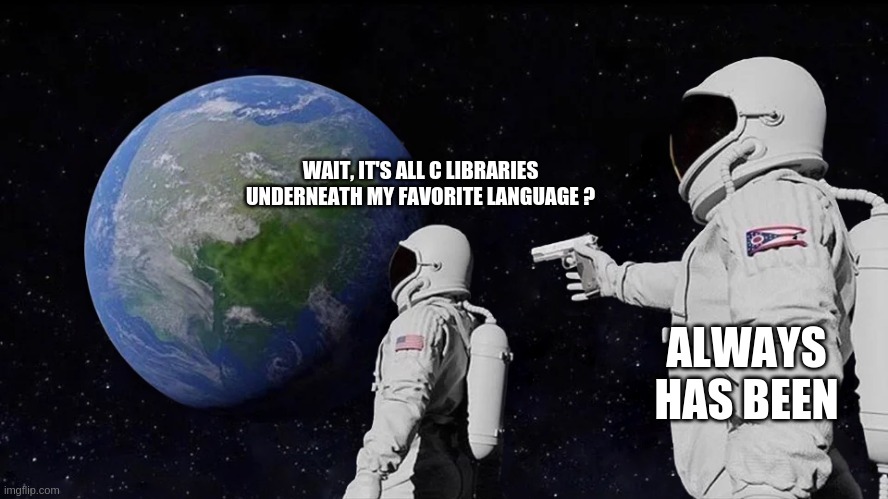 WAIT, IT'S ALL C LIBRARIES
UNDERNEATH MY FAVORITE LANGUAGE ?
ALWAYS
HAS BEEN
imgflip.com